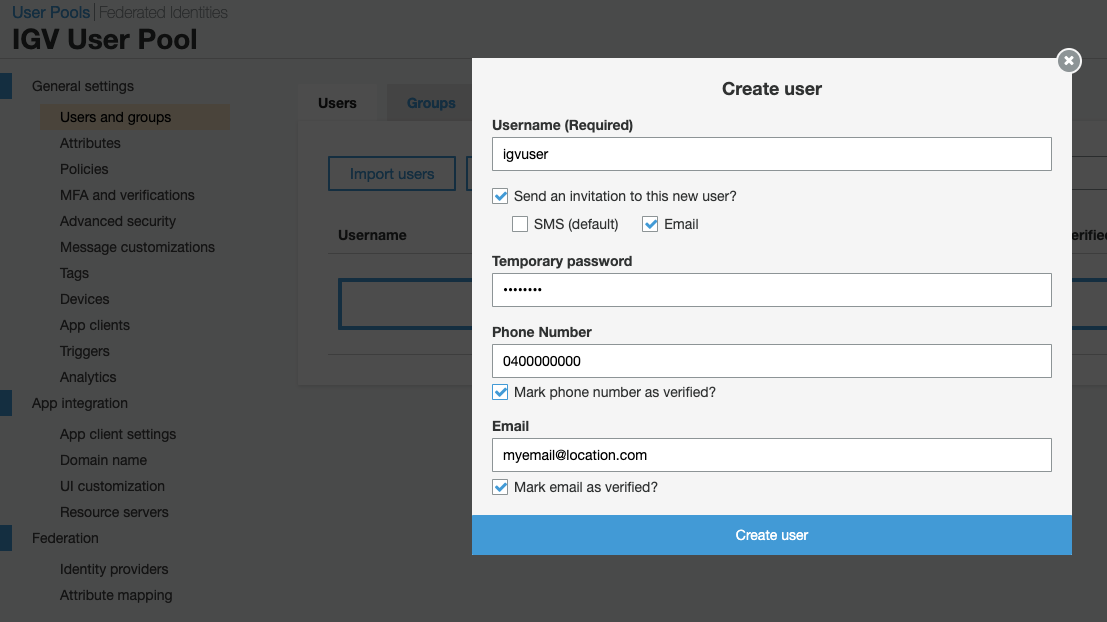 User Pools | Federated Identities
IGV User Pool
General settings
Users and groups
Attributes
Policies
MFA and verifications
Advanced security
Message customizations
Tags
Devices
App clients
Triggers
Analytics
App integration
App client settings
Domain name
UI customization
Resource servers
Federation
Identity providers
Attribute mapping
Users Groups
Import users
Username
Create user
Username (Required)
igvuser
Send an invitation to this new user?
SMS (default) Email
Temporary password
••••••••
Phone Number
0400000000
Mark phone number as verified?
Email
myemail@location.com
Mark email as verified?
Create user